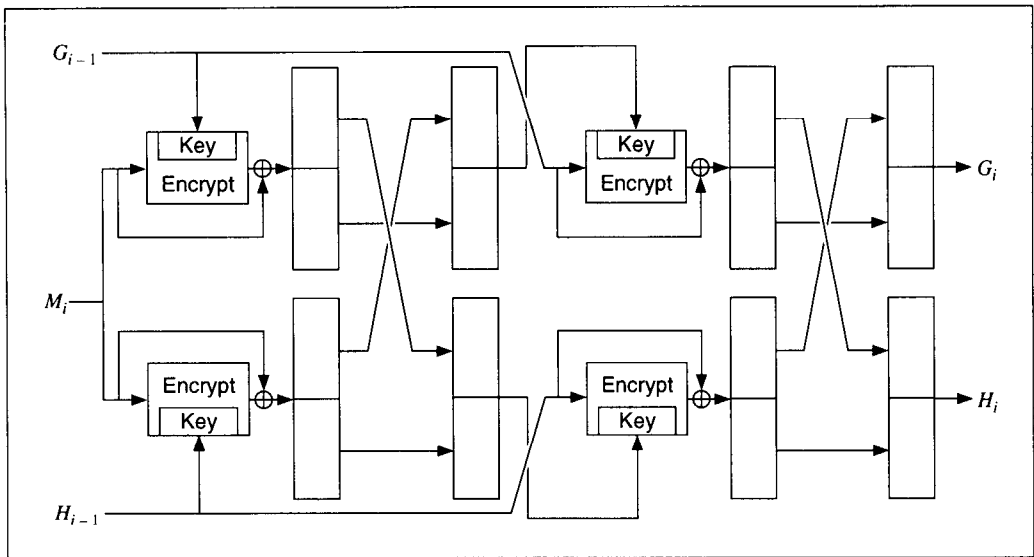 G_{i-1}
Key
Encrypt
Key
Encrypt
G_i
M_i
Encrypt
Key
Encrypt
Key
H_i
H_{i-1}